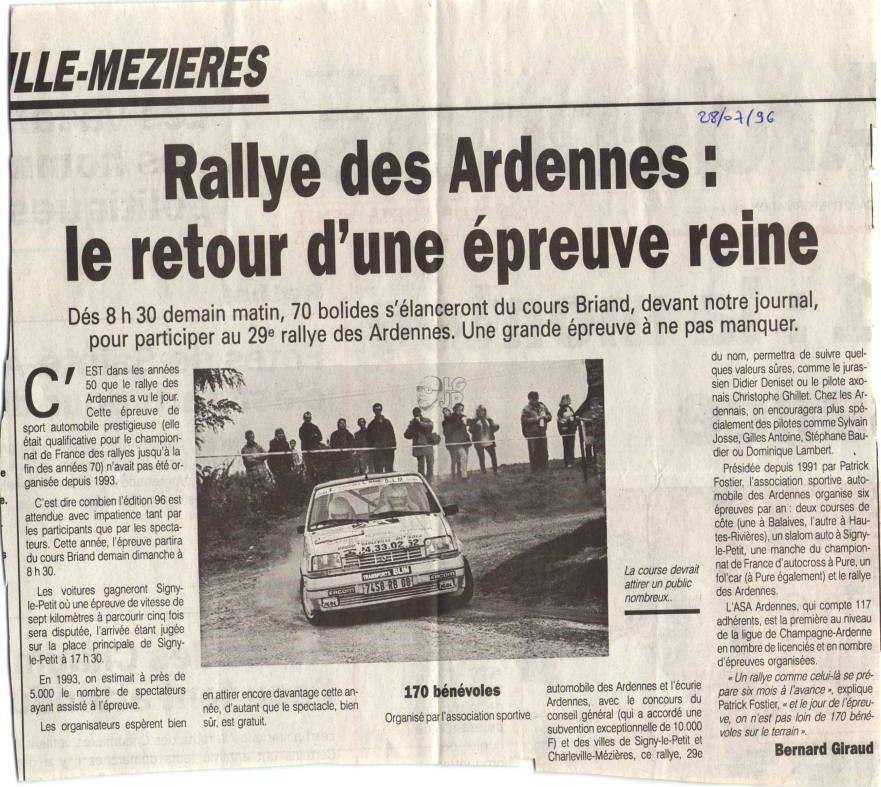 ILLE-MEZIERES
28/07/96
Rallye des Ardennes :
le retour d'une épreuve reine
Dés 8 h 30 demain matin, 70 bolides s'élanceront du cours Briand, devant notre journal,
pour participer au 29e rallye des Ardennes. Une grande épreuve à ne pas manquer.
C'EST dans les années
50 que le rallye des
Ardennes a vu le jour.
Cette épreuve de
sport automobile prestigieuse (elle
était qualificative pour le championnat
de France des rallyes jusqu'à la
fin des années 70) n'avait pas été or-
ganisée depuis 1993.
C'est dire combien l'édition 96 est
attendue avec impatience tant par
les participants que par les specta-
teurs. Cette année, l'épreuve partira
du cours Briand demain dimanche à
8 h 30.
Les voitures gagneront Signy-
le-Petit où une épreuve de vitesse de
sept kilomètres à parcourir cinq fois
sera disputée, l'arrivée étant jugée
sur la place principale de Signy-
le-Petit à 17 h 30.
En 1993, on estimait à près de
5.000 le nombre de spectateurs
ayant assisté à l'épreuve.
Les organisateurs espèrent bien
LG
JP
24.33.02.52
TRANSPORTS BLIN
7458 RB 08
La course devrait
attirer un public
nombreux..
en attirer encore davantage cette an-
née, d'autant que le spectacle, bien
sûr, est gratuit.
170 bénévoles
Organisé par l'association sportive
automobile des Ardennes et l'écurie
Ardennes, avec le concours du
conseil général (qui a accordé une
subvention exceptionnelle de 10.000
F) et des villes de Signy-le-Petit et
Charleville-Mézières, ce rallye, 29e
du nom, permettra de suivre quel-
ques valeurs sûres, comme le juras-
sien Didier Deniset ou le pilote axo-
nais Christophe Ghillet. Chez les Ar-
dennais, on encouragera plus spé-
cialement des pilotes comme Sylvain
Josse, Gilles Antoine, Stéphane Bau-
dier ou Dominique Lambert.
Présidée depuis 1991 par Patrick
Fostier, l'association sportive auto-
mobile des Ardennes organise six
épreuves par an : deux courses de
côte (une à Balaives, l'autre à Hau-
tes-Rivières), un slalom auto à Signy-
le-Petit, une manche du champion-
nat de France d'autocross à Pure, un
fol'car (à Pure également) et le rallye
des Ardennes.
L'ASA Ardennes, qui compte 117
adhérents, est la première au niveau
de la ligue de Champagne-Ardenne
en nombre de licenciés et en nombre
d'épreuves organisées.
« Un rallye comme celui-là se pré-
pare six mois à l'avance », explique
Patrick Fostier, « et le jour de l'épreu-
ve, on n'est pas loin de 170 béné-
voles sur le terrain ».
Bernard Giraud